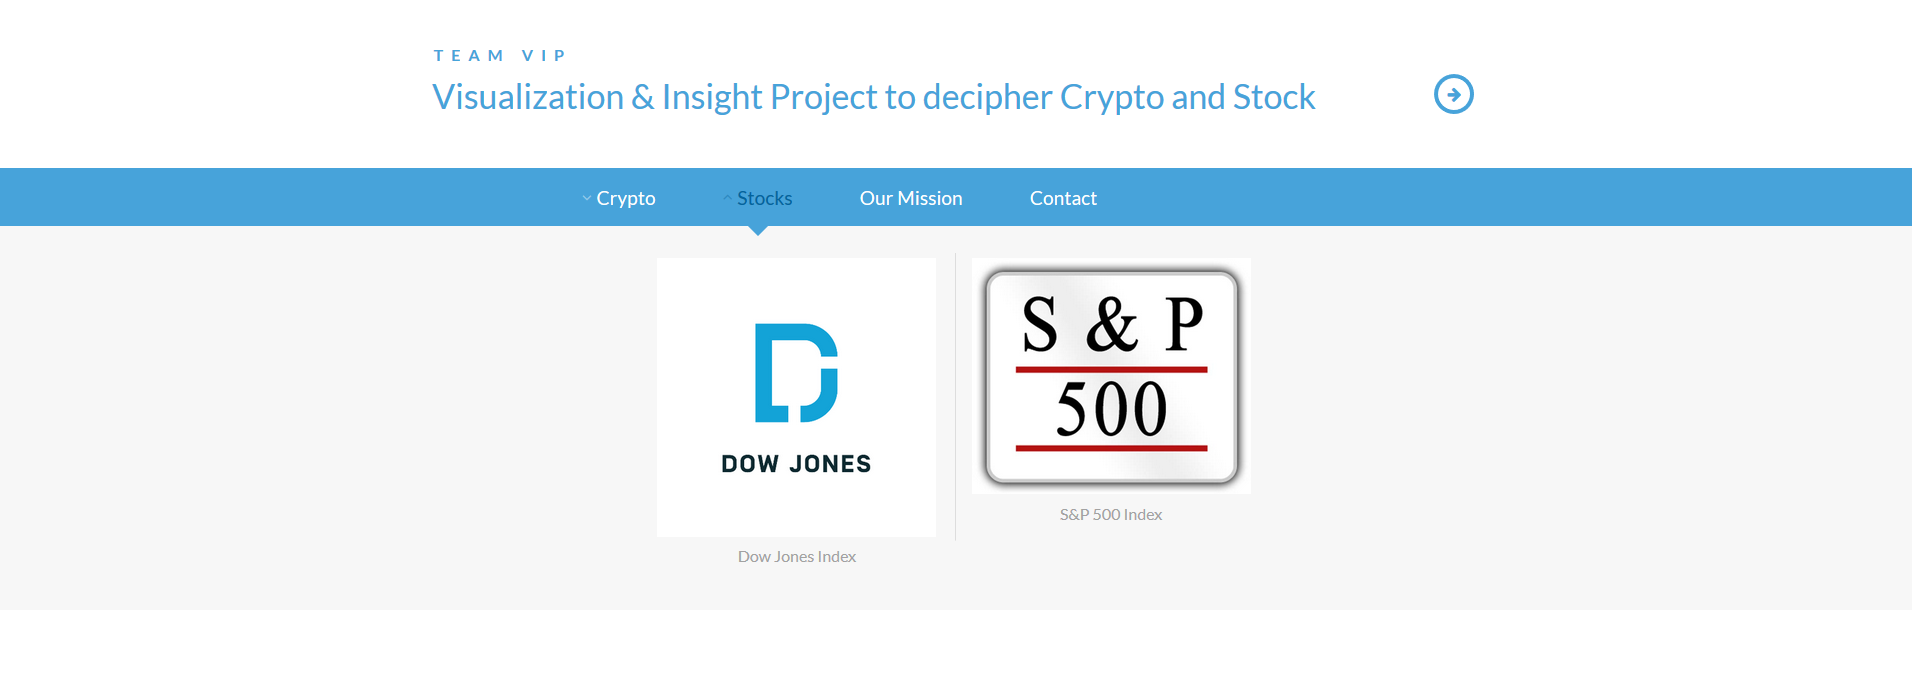 TEAM VIP
Visualization & Insight Project to decipher Crypto and Stock
Crypto Stocks Our Mission Contact
DOW JONES
Dow Jones Index
S & P
500
S&P 500 Index